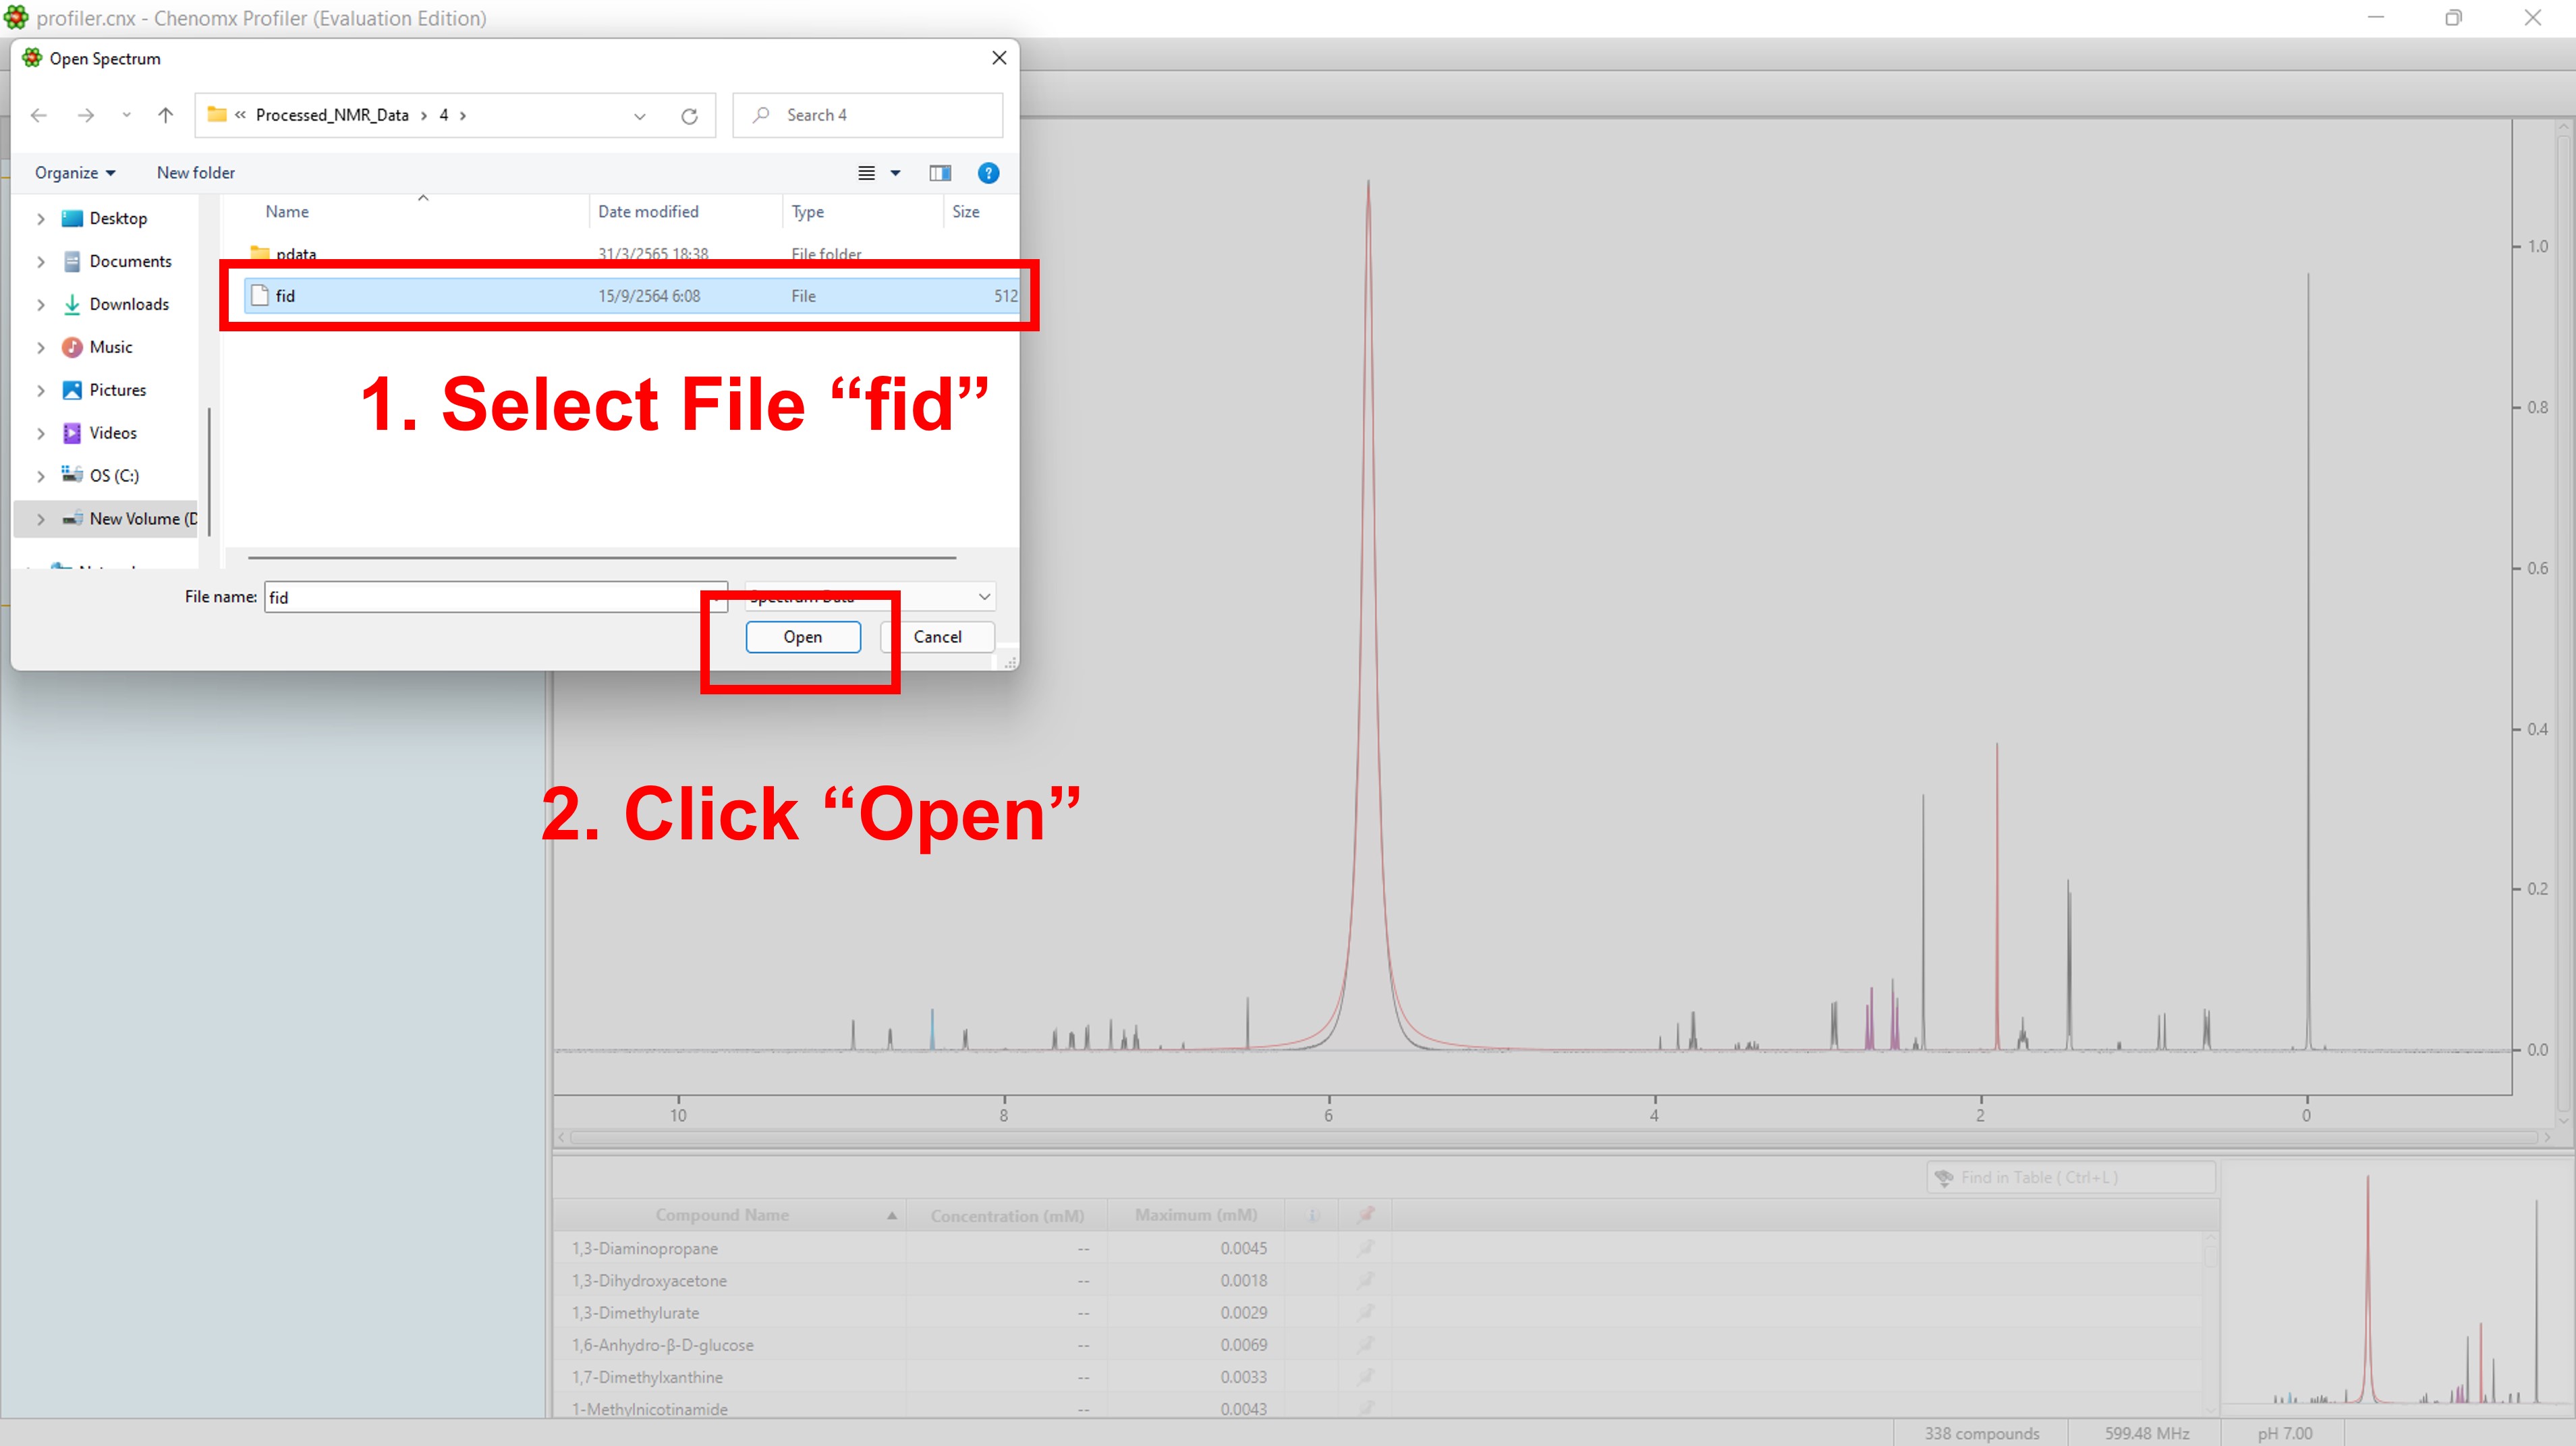 profiler.cnx - Chenomx Profiler (Evaluation Edition)
Open Spectrum
« Processed_NMR_Data › 4 ›
Search 4
Organize
New folder
Name Date modified Type Size
pdata 31/3/2565 18:38 File folder
fid 15/9/2564 6:08 File 512
Desktop
Documents
Downloads
Music
Pictures
Videos
OS (C:)
New Volume (D
1. Select File “fid”
File name: fid
Spectrum Data
Open
Cancel
2. Click “Open”
1.0
0.8
0.6
0.4
0.2
0.0
10 8 6 4 2 0
Find in Table ( Ctrl+L )
Compound Name Concentration (mM) Maximum (mM)
1,3-Diaminopropane -- 0.0045
1,3-Dihydroxyacetone -- 0.0018
1,3-Dimethylurate -- 0.0029
1,6-Anhydro-β-D-glucose -- 0.0069
1,7-Dimethylxanthine -- 0.0033
1-Methylnicotinamide -- 0.0043
338 compounds 599.48 MHz pH 7.00